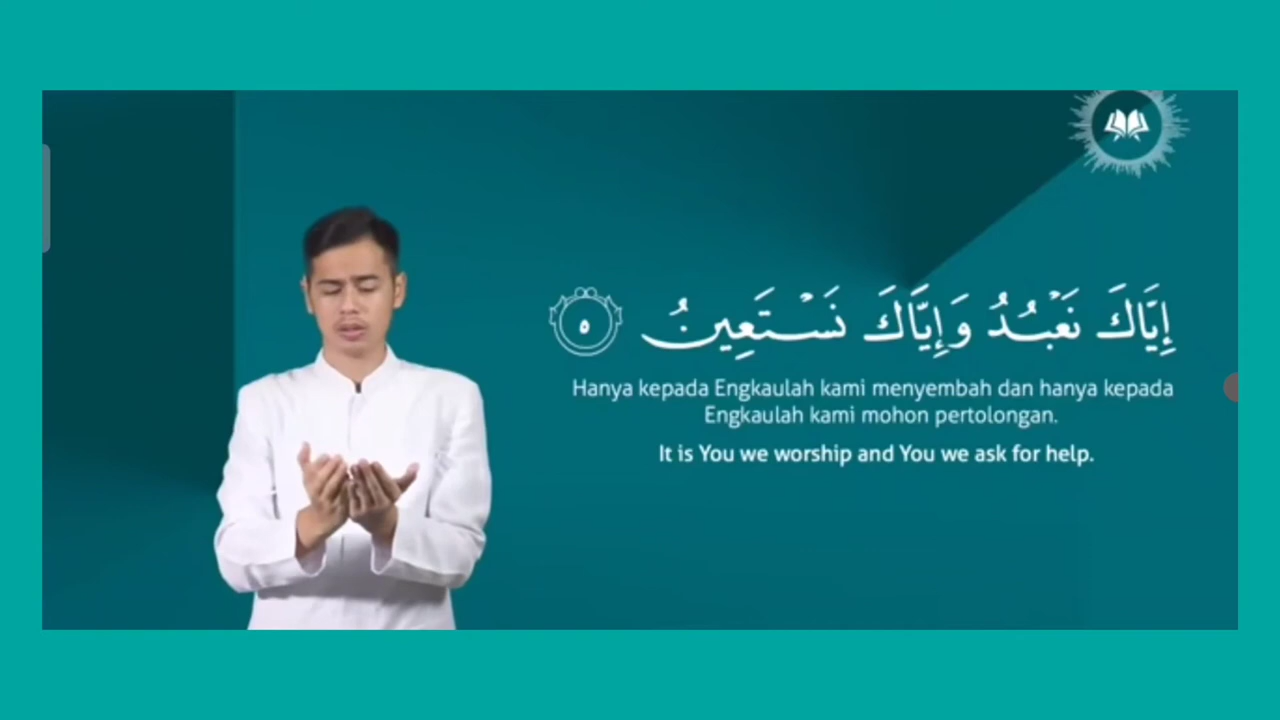 إِيَّاكَ نَعْبُدُ وَإِيَّاكَ نَسْتَعِينُ ٥
Hanya kepada Engkaulah kami menyembah dan hanya kepada
Engkaulah kami mohon pertolongan.
It is You we worship and You we ask for help.